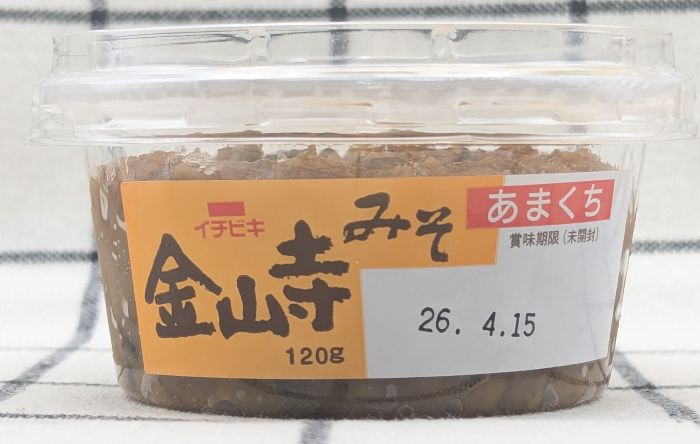 イチビキ
金山寺みそ
120g
あまくち
賞味期限(未開封)
26. 4.15